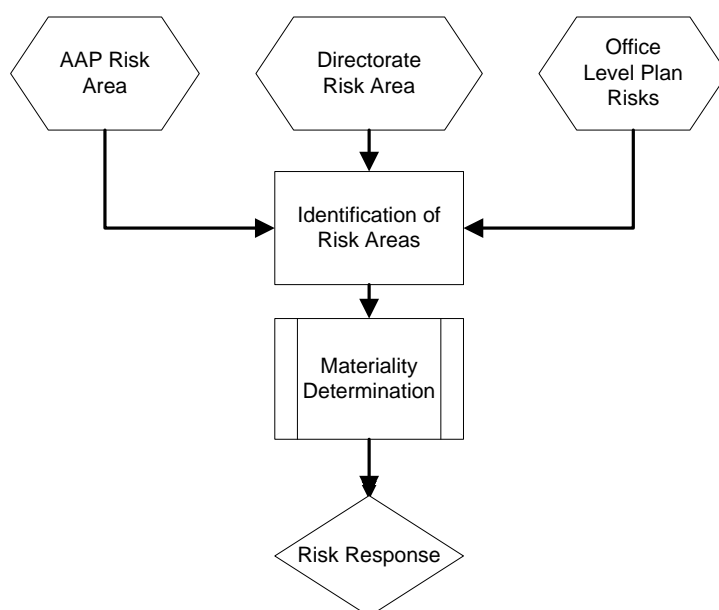 AAP Risk
Area
Directorate
Risk Area
Office
Level Plan
Risks
Identification of
Risk Areas
Materiality
Determination
Risk Response